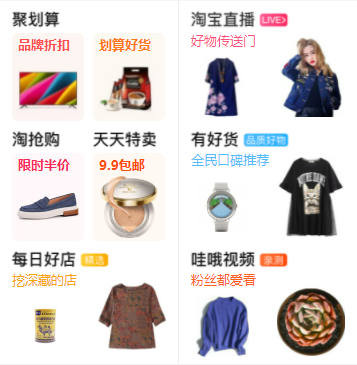 聚划算
品牌折扣
划算好货
淘宝直播 LIVE
好物传送门
淘抢购
限时半价
天天特卖
9.9包邮
有好货 品质好物
全民口碑推荐
每日好店 精选
挖深藏的店
哇哦视频 亲测
粉丝都爱看